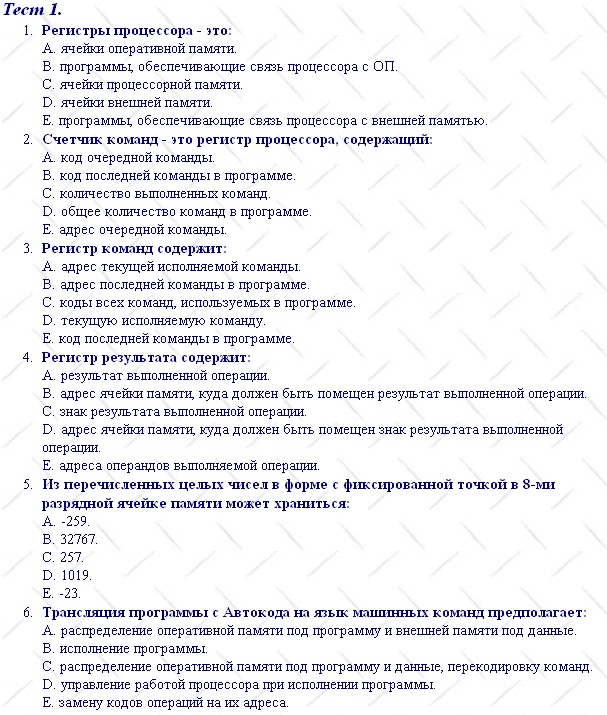 Тест 1.
1. Регистры процессора - это:
A. ячейки оперативной памяти.
B. программы, обеспечивающие связь процессора с ОП.
C. ячейки процессорной памяти.
D. ячейки внешней памяти.
E. программы, обеспечивающие связь процессора с внешней памятью.
2. Счетчик команд - это регистр процессора, содержащий:
A. код очередной команды.
B. код последней команды в программе.
C. количество выполненных команд.
D. общее количество команд в программе.
E. адрес очередной команды.
3. Регистр команд содержит:
A. адрес текущей исполняемой команды.
B. адрес последней команды в программе.
C. коды всех команд, используемых в программе.
D. текущую исполняемую команду.
E. код последней команды в программе.
4. Регистр результата содержит:
A. результат выполненной операции.
B. адрес ячейки памяти, куда должен быть помещен результат выполненной операции.
C. знак результата выполненной операции.
D. адрес ячейки памяти, куда должен быть помещен знак результата выполненной
операции.
E. адреса операндов выполняемой операции.
5. Из перечисленных целых чисел в форме с фиксированной точкой в 8-ми
разрядной ячейке памяти может храниться:
A. -259.
B. 32767.
C. 257.
D. 1019.
E. -23.
6. Трансляция программы с Автокода на язык машинных команд предполагает:
A. распределение оперативной памяти под программу и внешней памяти под данные.
B. исполнение программы.
C. распределение оперативной памяти под программу и данные, перекодировку команд.
D. управление работой процессора при исполнении программы.
E. замену кодов операций на их адреса.